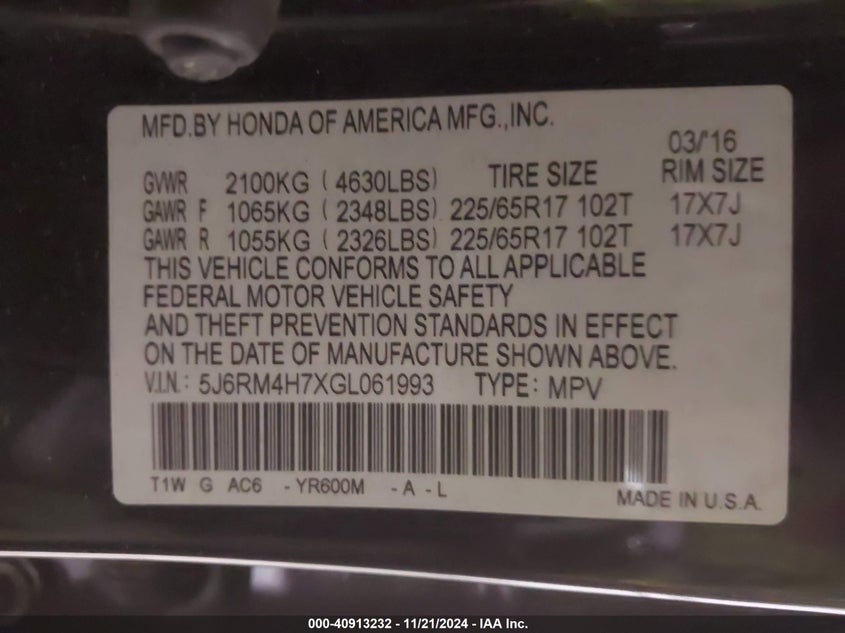 MFD.BY HONDA OF AMERICA MFG.,INC.
03/'16
GVWR 2100KG ( 4630LBS) TIRE SIZE RIM SIZE
GAWR F 1065KG ( 2348LBS) 225/65R17 102T 17X7J
GAWR R 1055KG ( 2326LBS) 225/65R17 102T 17X7J
THIS VEHICLE CONFORMS TO ALL APPLICABLE
FEDERAL MOTOR VEHICLE SAFETY
AND THEFT PREVENTION STANDARDS IN EFFECT
ON THE DATE OF MANUFACTURE SHOWN ABOVE.
V.I.N.: 5J6RM4H7XGL061993 TYPE: MPV
T1W G AC6 -YR600M -A -L
MADE IN U.S.A.
000-40913232 - 11/21/2024 - IAA Inc.